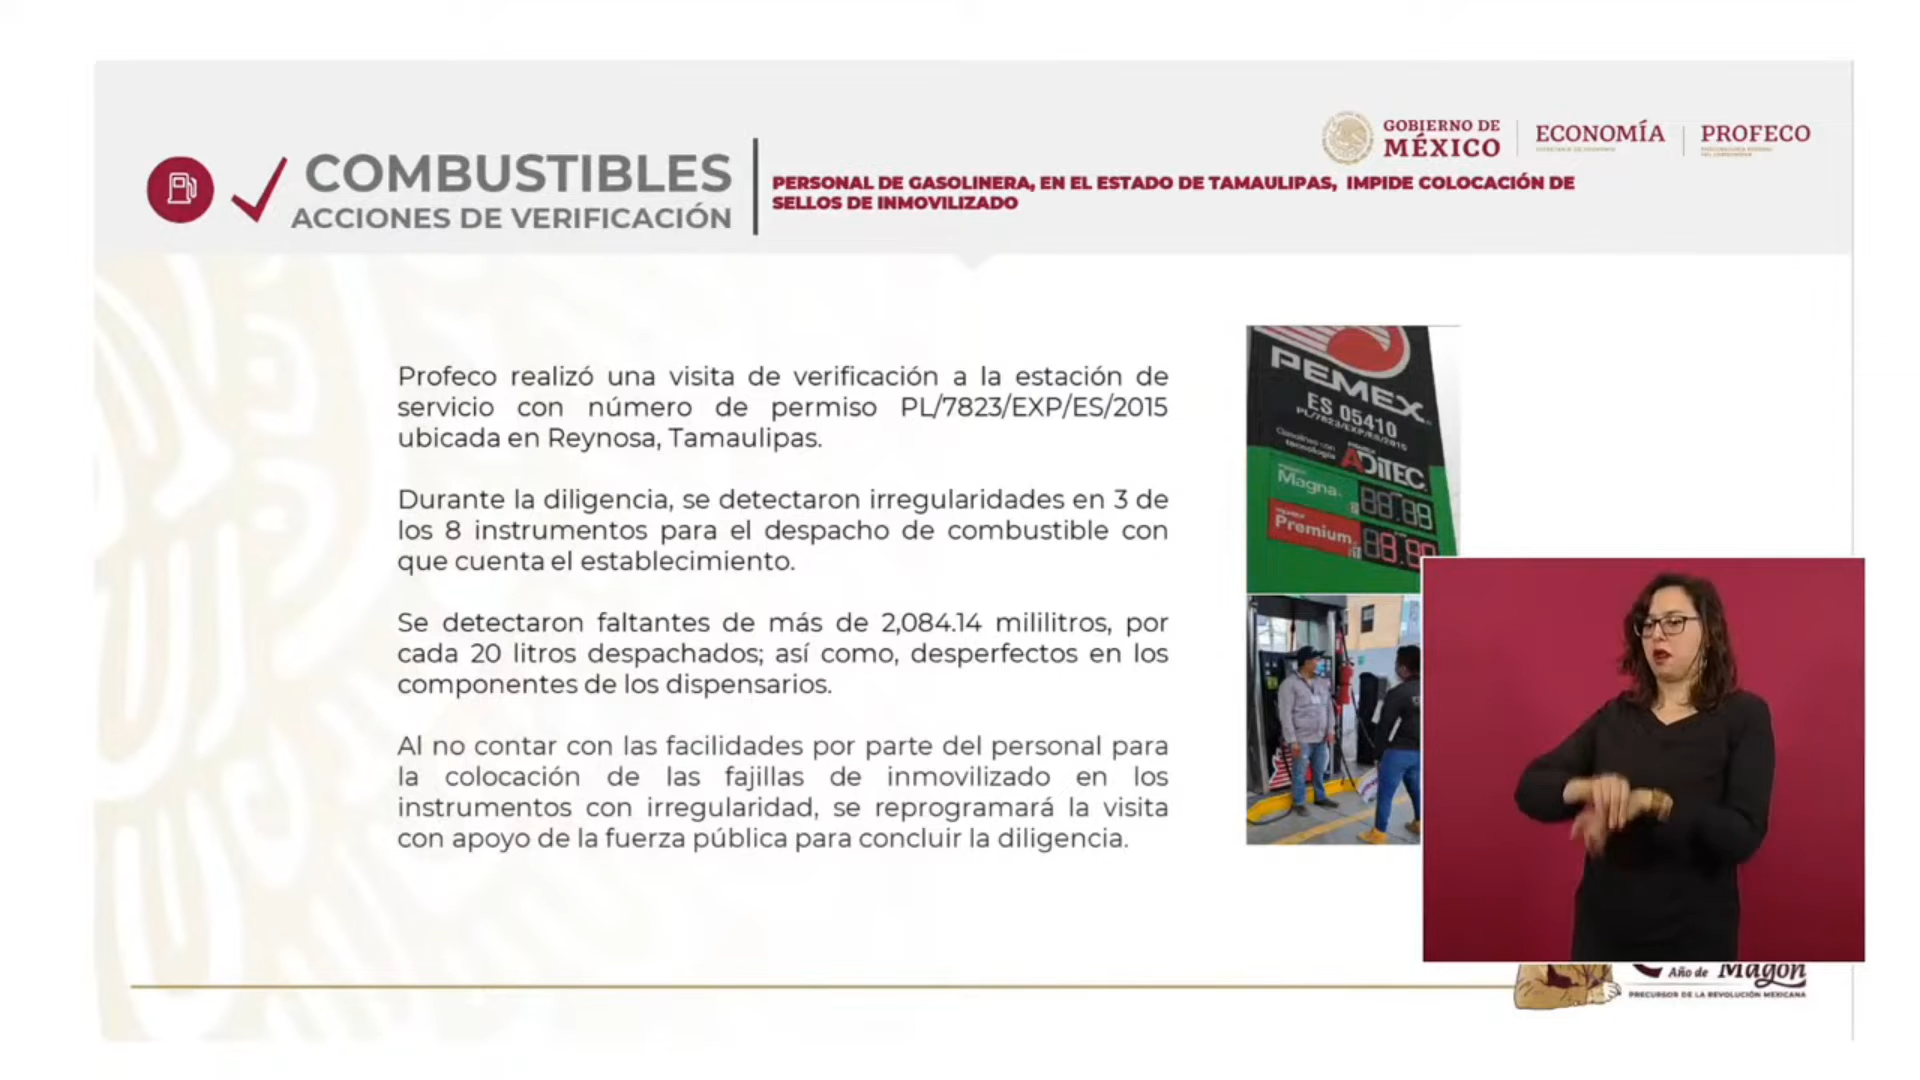 GOBIERNO DE
MÉXICO
ECONOMÍA
PROFECO
COMBUSTIBLES
ACCIONES DE VERIFICACIÓN
PERSONAL DE GASOLINERA, EN EL ESTADO DE TAMAULIPAS, IMPIDE COLOCACIÓN DE
SELLOS DE INMOVILIZADO
Profeco realizó una visita de verificación a la estación de
servicio con número de permiso PL/7823/EXP/ES/2015
ubicada en Reynosa, Tamaulipas.
Durante la diligencia, se detectaron irregularidades en 3 de
los 8 instrumentos para el despacho de combustible con
que cuenta el establecimiento.
Se detectaron faltantes de más de 2,084.14 mililitros, por
cada 20 litros despachados; así como, desperfectos en los
componentes de los dispensarios.
Al no contar con las facilidades por parte del personal para
la colocación de las fajillas de inmovilizado en los
instrumentos con irregularidad, se reprogramará la visita
con apoyo de la fuerza pública para concluir la diligencia.
PEMEX
ES 05410
PL/7823/EXP/ES/2015
Gasolinas con
tecnología
ADITEC
Magna
Premium
Año de Magón
PRECURSOR DE LA REVOLUCIÓN MEXICANA